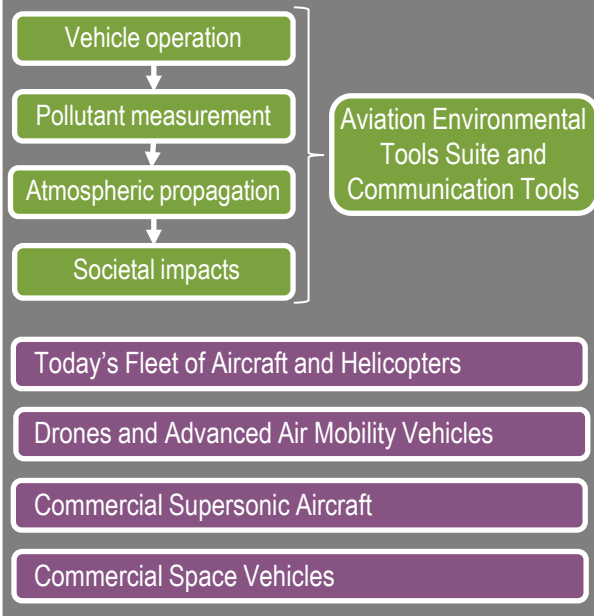 Vehicle operation
Pollutant measurement
Atmospheric propagation
Societal impacts
Aviation Environmental
Tools Suite and
Communication Tools
Today’s Fleet of Aircraft and Helicopters
Drones and Advanced Air Mobility Vehicles
Commercial Supersonic Aircraft
Commercial Space Vehicles